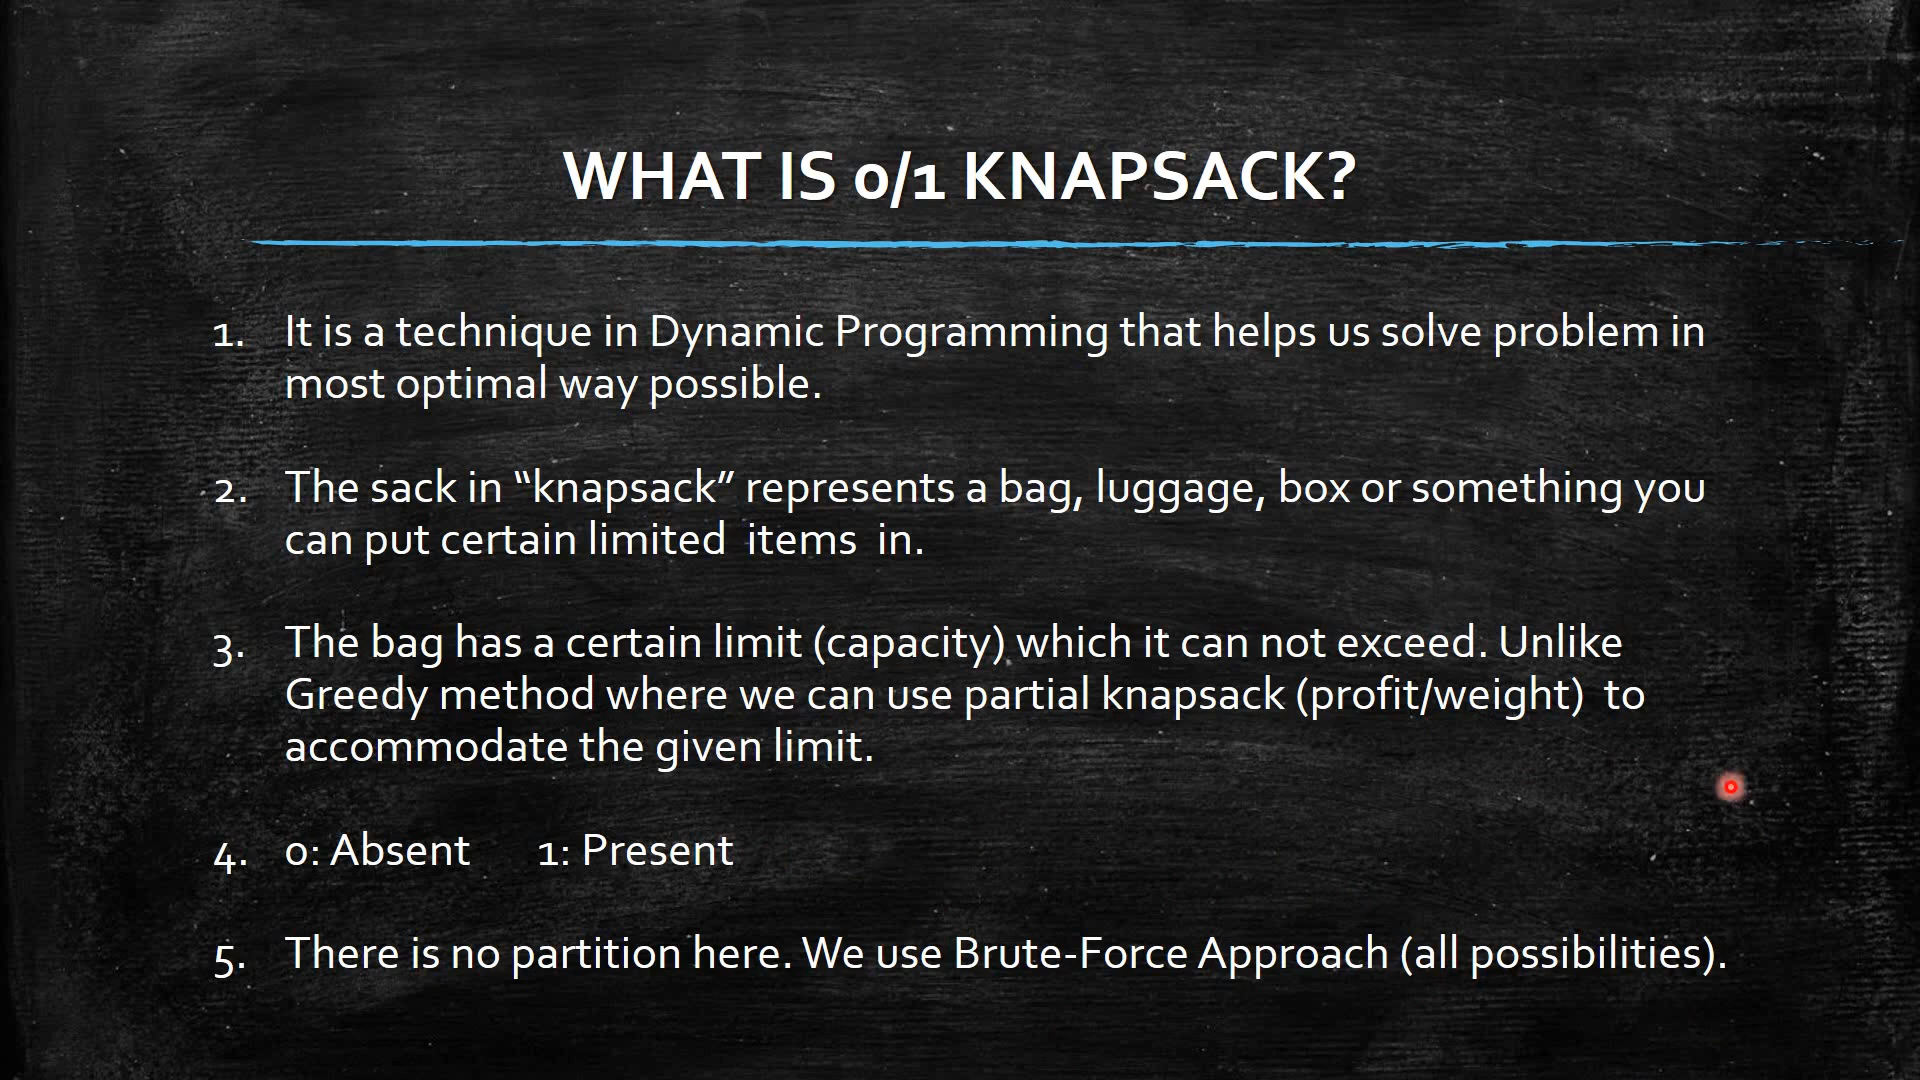 WHAT IS 0/1 KNAPSACK?
1. It is a technique in Dynamic Programming that helps us solve problem in
most optimal way possible.
2. The sack in “knapsack” represents a bag, luggage, box or something you
can put certain limited  items  in.
3. The bag has a certain limit (capacity) which it can not exceed. Unlike
Greedy method where we can use partial knapsack (profit/weight)  to
accommodate the given limit.
4. 0: Absent 1: Present
5. There is no partition here. We use Brute-Force Approach (all possibilities).